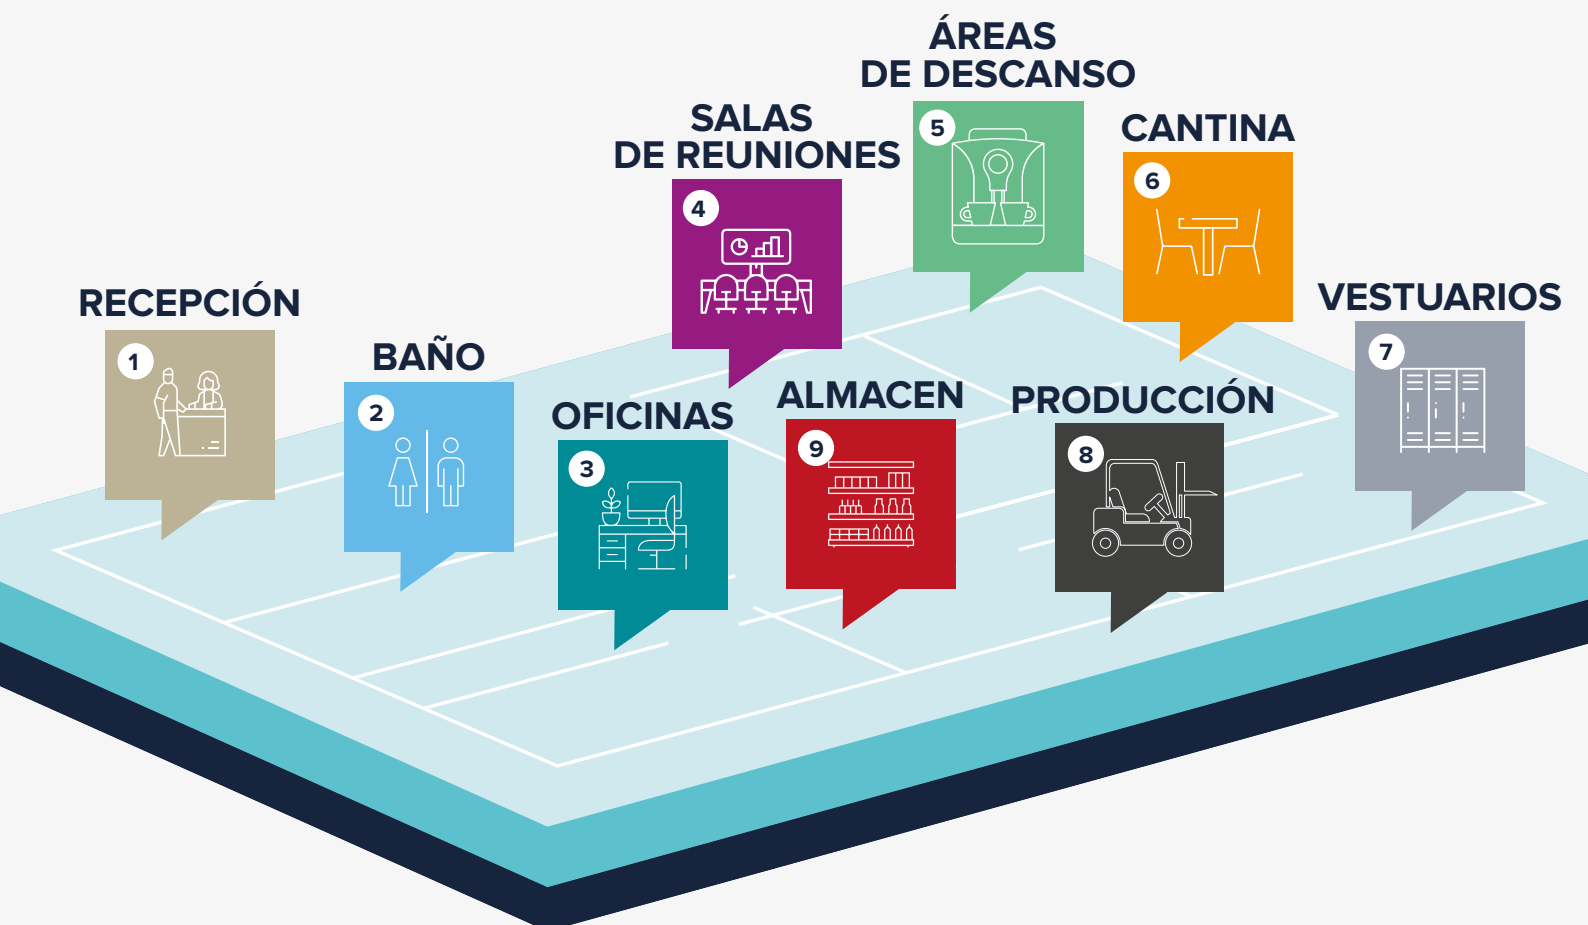 RECEPCIÓN
1
BAÑO
2
OFICINAS
3
SALAS
DE REUNIONES
4
ÁREAS
DE DESCANSO
5
CANTINA
6
VESTUARIOS
7
PRODUCCIÓN
8
ALMACEN
9